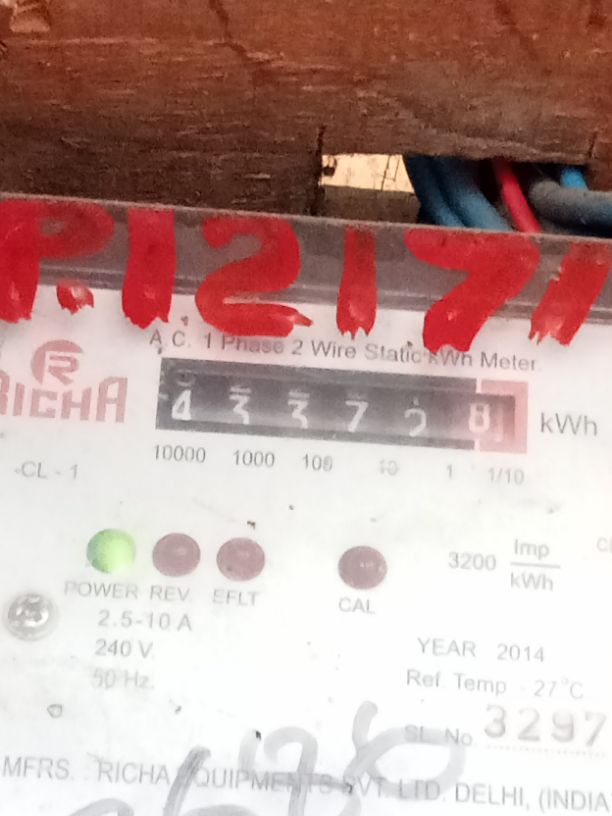 P.12171
A.C. 1 Phase 2 Wire Static kWh Meter
RICHA
4 3 3 7 2 8 kWh
10000 1000 100 10 1 1/10
CL - 1
3200 Imp/kWh
POWER REV. EFLT CAL
2.5-10 A
240 V.
50 Hz.
YEAR 2014
Ref. Temp - 27°C
SL. No 3297
MFRS. : RICHA EQUIPMENTS PVT. LTD. DELHI, (INDIA